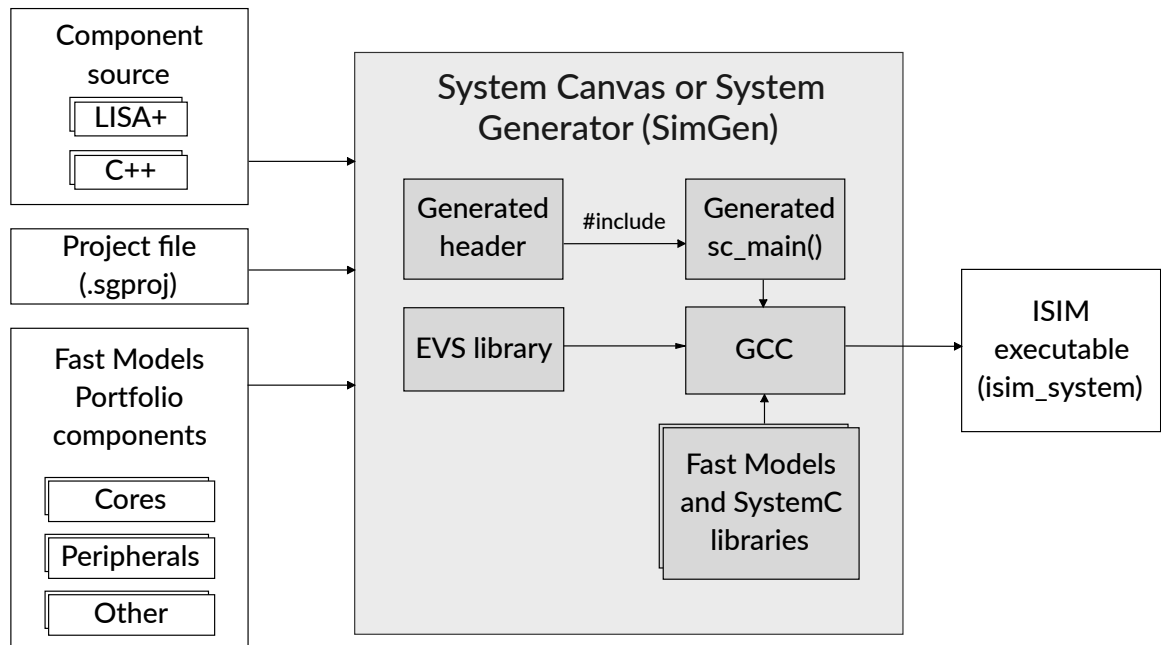 Component
source
LISA+
C++
Project file
(.sgproj)
Fast Models
Portfolio
components
Cores
Peripherals
Other
System Canvas or System
Generator (SimGen)
Generated
header
#include
Generated
sc_main()
EVS library
GCC
Fast Models
and SystemC
libraries
ISIM
executable
(isim_system)